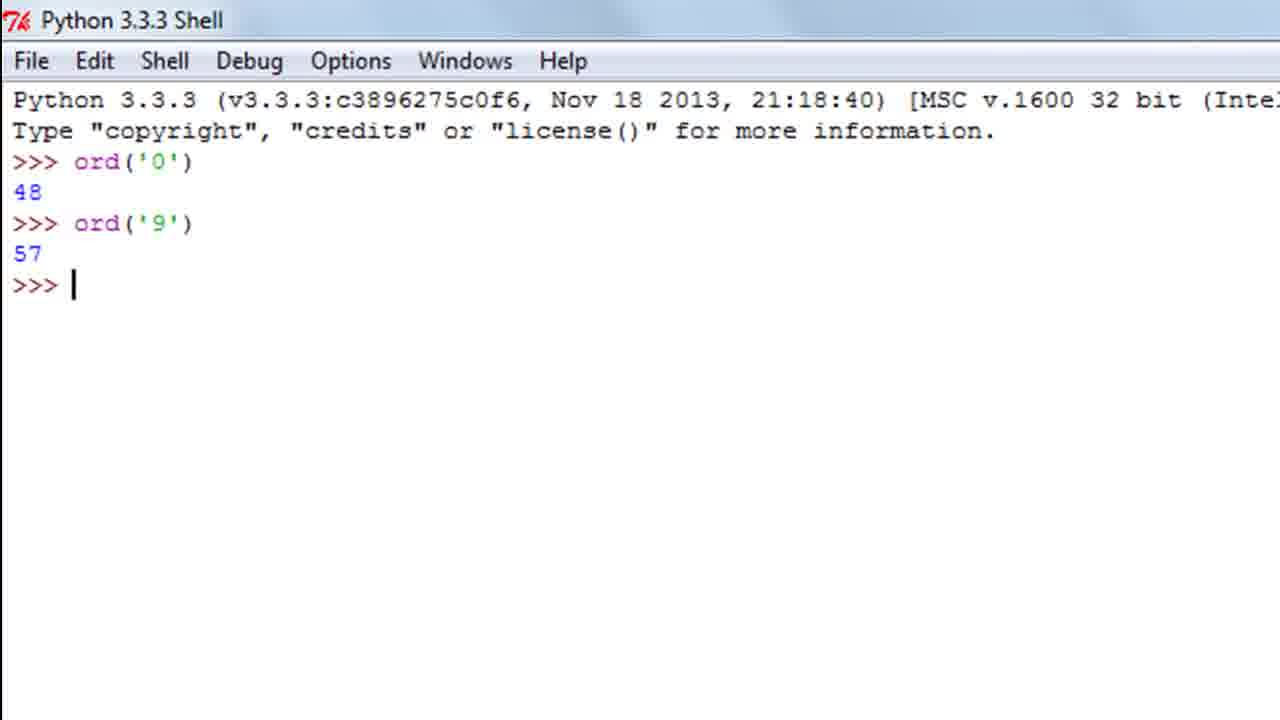 Python 3.3.3 Shell
File Edit Shell Debug Options Windows Help
Python 3.3.3 (v3.3.3:c3896275c0f6, Nov 18 2013, 21:18:40) [MSC v.1600 32 bit
Type "copyright", "credits" or "license()" for more information.
>>> ord('0')
48
>>> ord('9')
57
>>>